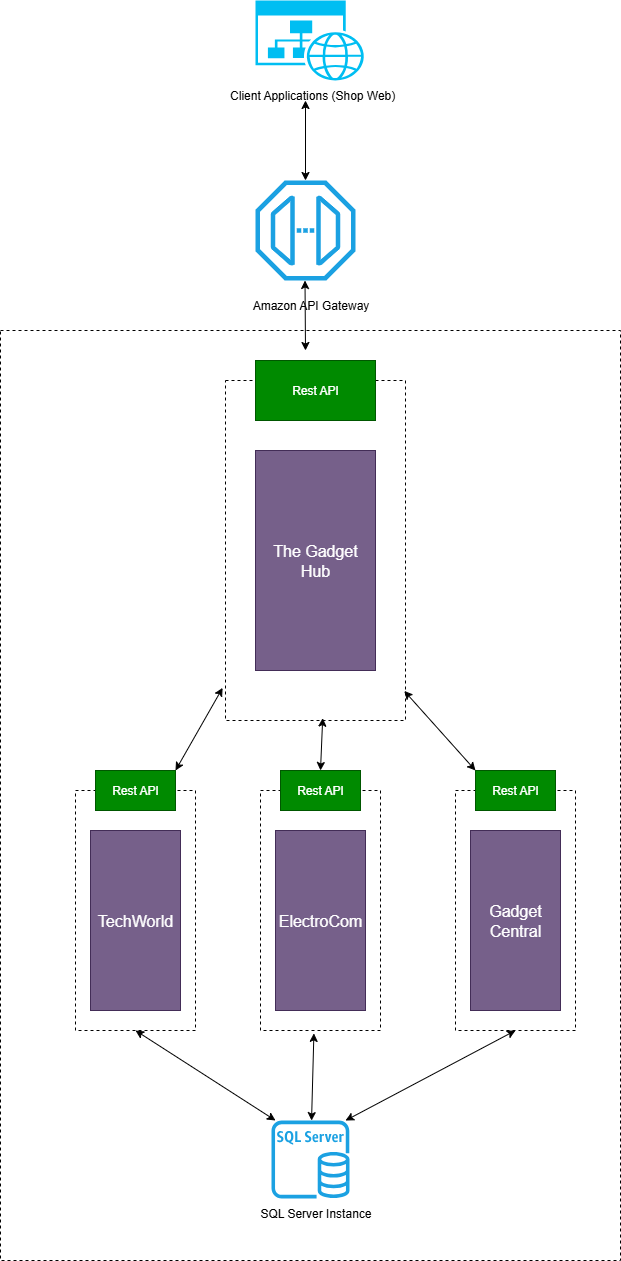 Client Applications (Shop Web)
Amazon API Gateway
Rest API
The Gadget
Hub
Rest API
Rest API
Rest API
TechWorld
ElectroCom
Gadget
Central
SQL Server
SQL Server Instance